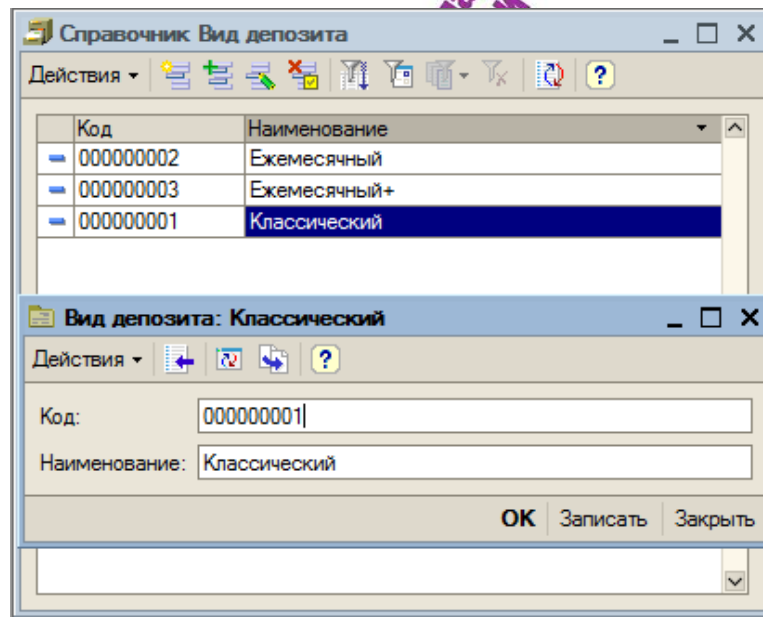 Справочник Вид депозита
Действия
Код Наименование
000000002 Ежемесячный
000000003 Ежемесячный+
000000001 Классический
Вид депозита: Классический
Действия
Код: 000000001
Наименование: Классический
OK Записать Закрыть